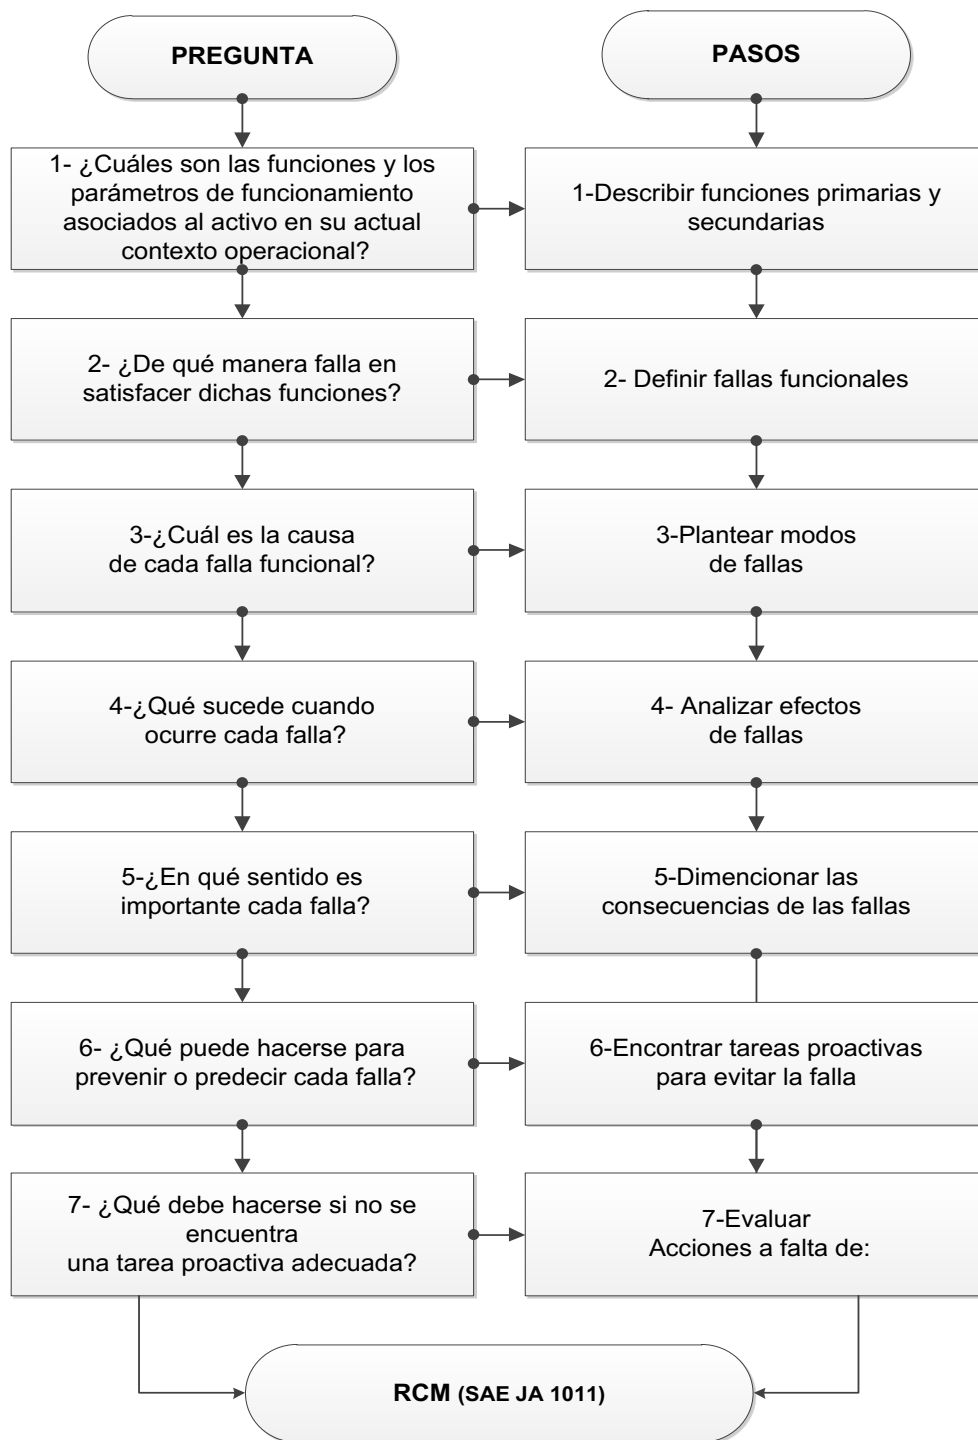 PREGUNTA
PASOS
1- ¿Cuáles son las funciones y los
parámetros de funcionamiento
asociados al activo en su actual
contexto operacional?
1-Describir funciones primarias y
secundarias
2- ¿De qué manera falla en
satisfacer dichas funciones?
2- Definir fallas funcionales
3-¿Cuál es la causa
de cada falla funcional?
3-Plantear modos
de fallas
4-¿Qué sucede cuando
ocurre cada falla?
4- Analizar efectos
de fallas
5-¿En qué sentido es
importante cada falla?
5-Dimencionar las
consecuencias de las fallas
6- ¿Qué puede hacerse para
prevenir o predecir cada falla?
6-Encontrar tareas proactivas
para evitar la falla
7- ¿Qué debe hacerse si no se
encuentra
una tarea proactiva adecuada?
7-Evaluar
Acciones a falta de:
RCM (SAE JA 1011)